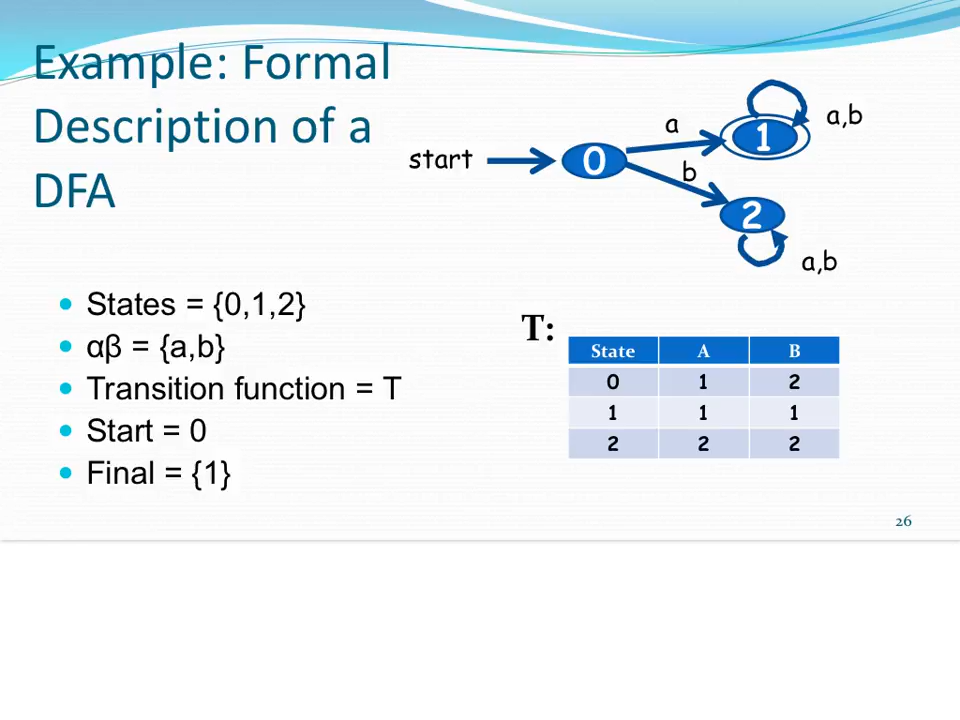 Example: Formal
Description of a
DFA
start
0
a
b
1
a,b
2
a,b
• States = {0,1,2}
• αβ = {a,b}
• Transition function = T
• Start = 0
• Final = {1}
T:
State A B
0 1 2
1 1 1
2 2 2
26